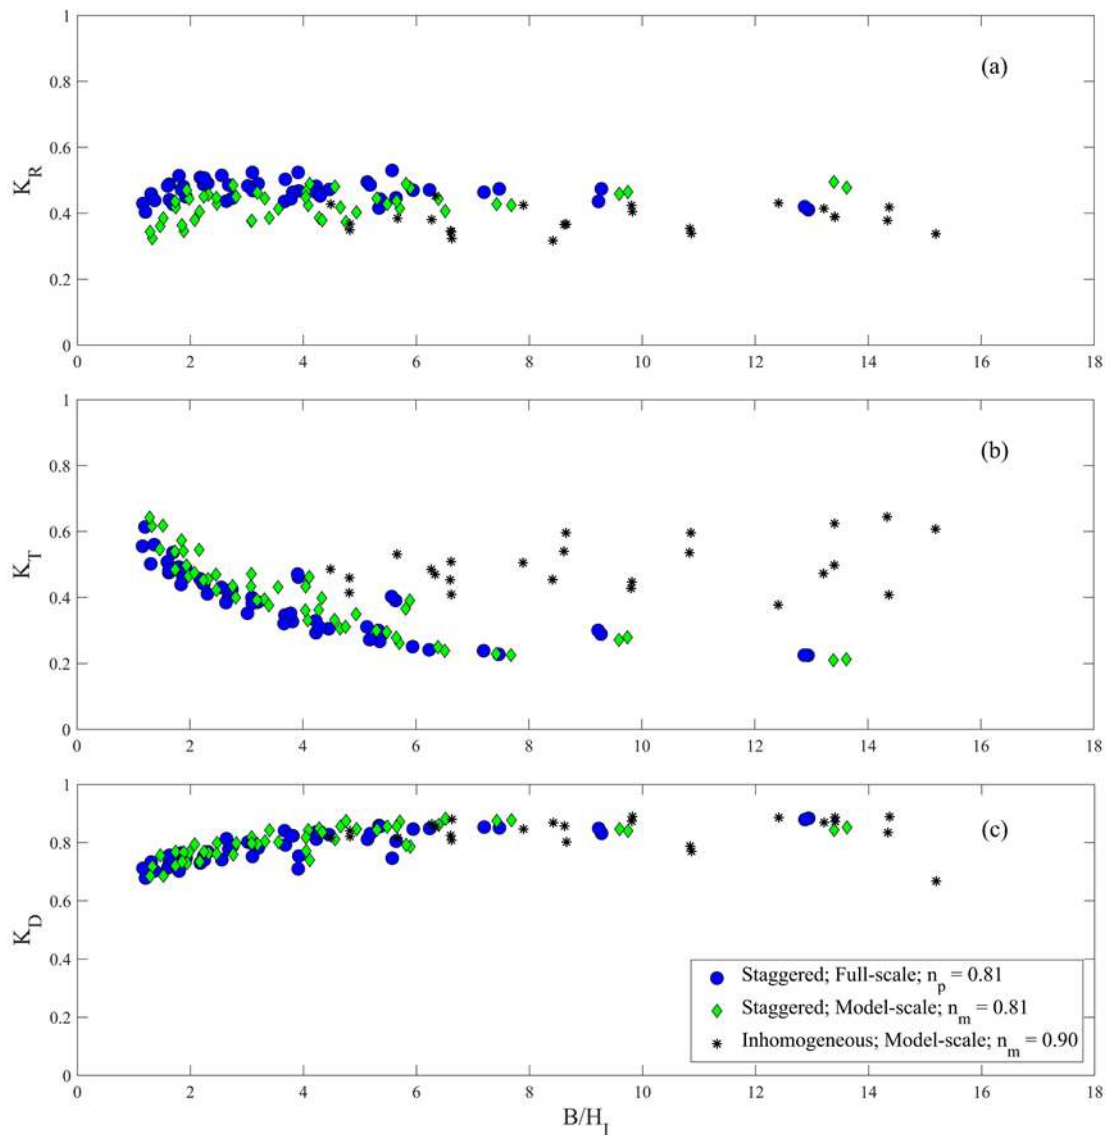 1
0.8
0.6
0.4
0.2
0
K_R
(a)
0 2 4 6 8 10 12 14 16 18
1
0.8
0.6
0.4
0.2
0
K_T
(b)
0 2 4 6 8 10 12 14 16 18
1
0.8
0.6
0.4
0.2
0
K_D
(c)
Staggered; Full-scale; n_p = 0.81
Staggered; Model-scale; n_m = 0.81
Inhomogeneous; Model-scale; n_m = 0.90
0 2 4 6 8 10 12 14 16 18
B/H_I